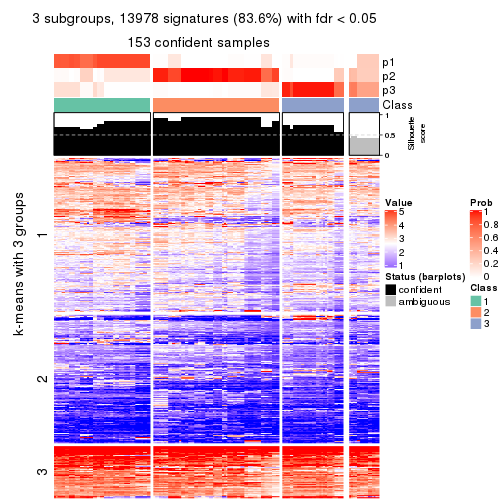 3 subgroups, 13978 signatures (83.6%) with fdr < 0.05
153 confident samples
p1
p2
p3
Class
1
0.5
0
Silhouette
score
k-means with 3 groups
1
2
3
Value
5
4
3
2
1
Status (barplots)
confident
ambiguous
Prob
1
0.8
0.6
0.4
0.2
0
Class
1
2
3